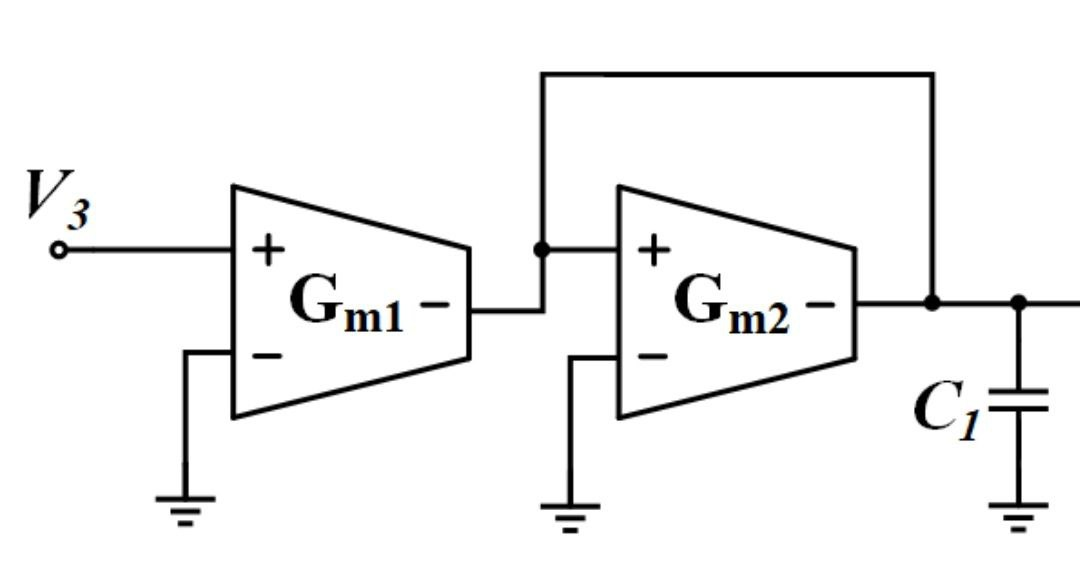 V3
+ Gm1 −
−
+ Gm2 −
−
C1